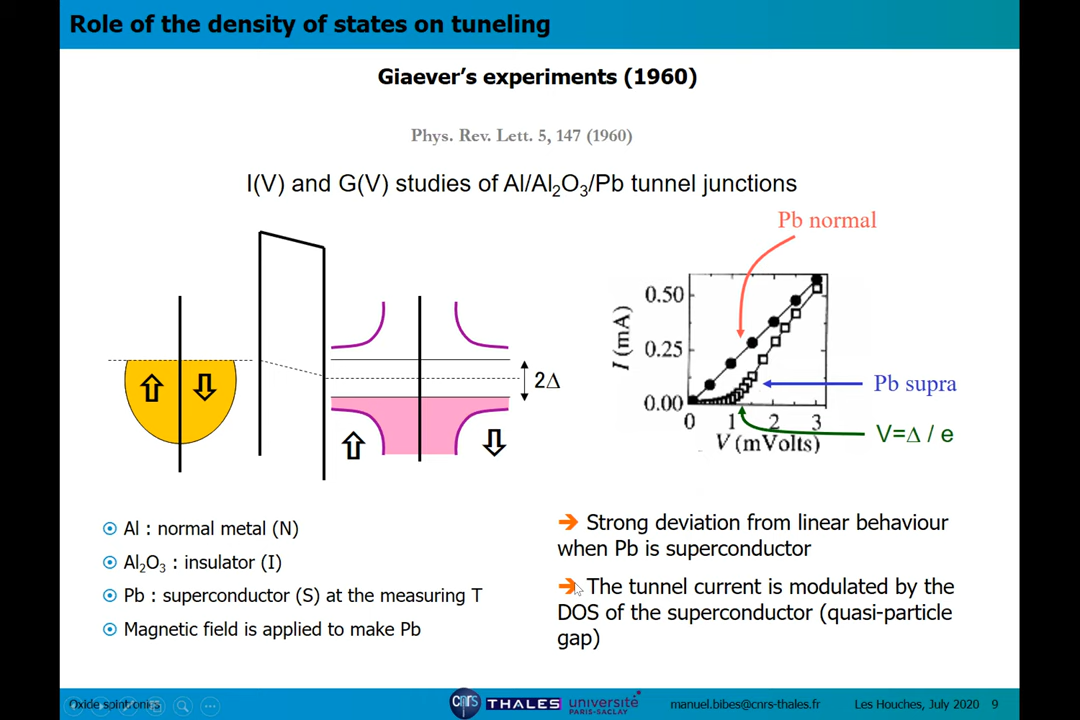 Role of the density of states on tuneling
Giaever's experiments (1960)
Phys. Rev. Lett. 5, 147 (1960)
I(V) and G(V) studies of Al/Al₂O₃/Pb tunnel junctions
Pb normal
0.50
0.25
0.00
I (mA)
0 1 2 3
V (mVolts)
2Δ
Pb supra
V=Δ / e
Al : normal metal (N)
Al₂O₃ : insulator (I)
Pb : superconductor (S) at the measuring T
Magnetic field is applied to make Pb
➔ Strong deviation from linear behaviour
when Pb is superconductor
➔ The tunnel current is modulated by the
DOS of the superconductor (quasi-particle
gap)
Oxide spintronics
cnrs
THALES
université
PARIS-SACLAY
manuel.bibes@cnrs-thales.fr
Les Houches, July 2020
9